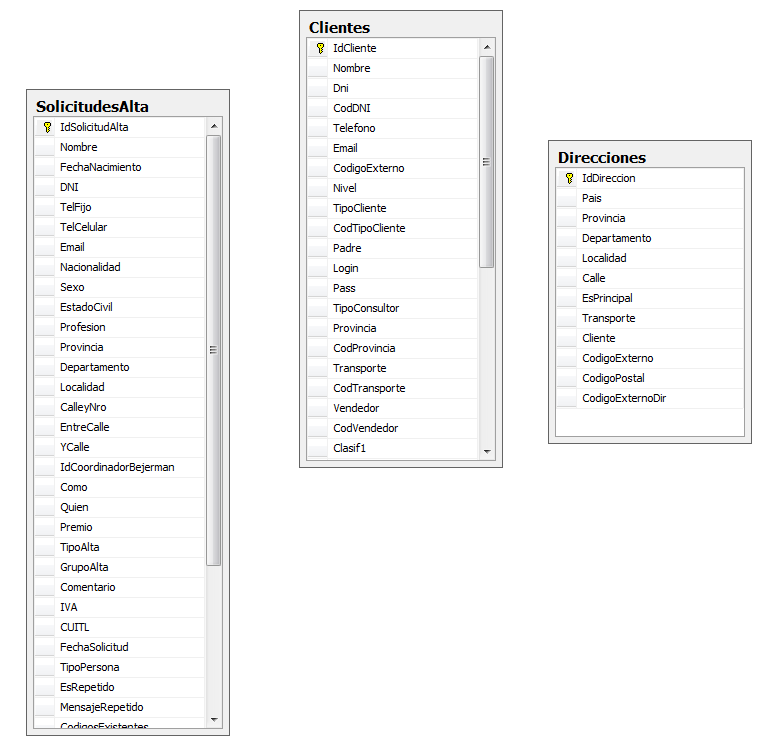 SolicitudesAlta
IdSolicitudAlta
Nombre
FechaNacimiento
DNI
TelFijo
TelCelular
Email
Nacionalidad
Sexo
EstadoCivil
Profesion
Provincia
Departamento
Localidad
CalleyNro
EntreCalle
YCalle
IdCoordinadorBejerman
Como
Quien
Premio
TipoAlta
GrupoAlta
Comentario
IVA
CUITL
FechaSolicitud
TipoPersona
EsRepetido
MensajeRepetido
CodigosExistentes
Clientes
IdCliente
Nombre
Dni
CodDNI
Telefono
Email
CodigoExterno
Nivel
TipoCliente
CodTipoCliente
Padre
Login
Pass
TipoConsultor
Provincia
CodProvincia
Transporte
CodTransporte
Vendedor
CodVendedor
Clasif1
Direcciones
IdDireccion
Pais
Provincia
Departamento
Localidad
Calle
EsPrincipal
Transporte
Cliente
CodigoExterno
CodigoPostal
CodigoExternoDir